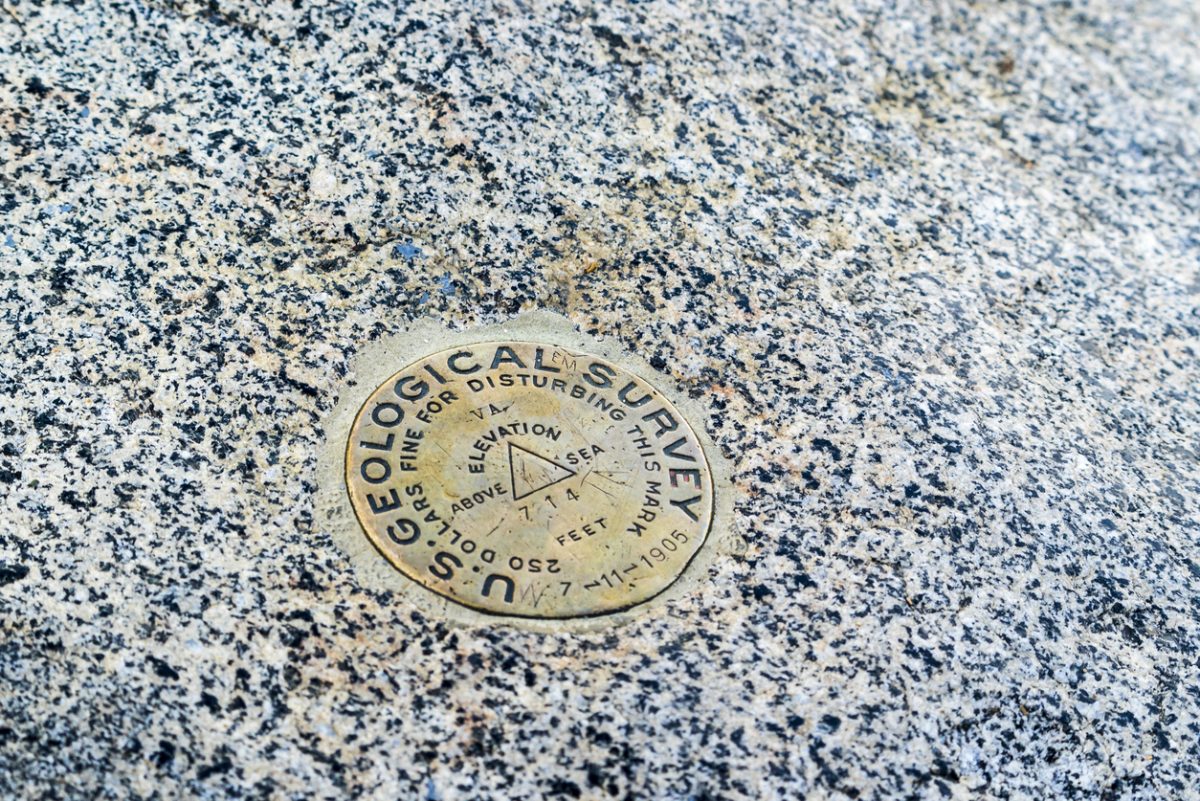 U.S. GEOLOGICAL SURVEY
250 DOLLARS FINE FOR DISTURBING THIS MARK
ELEVATION
ABOVE SEA
714
FEET
7-11-1905